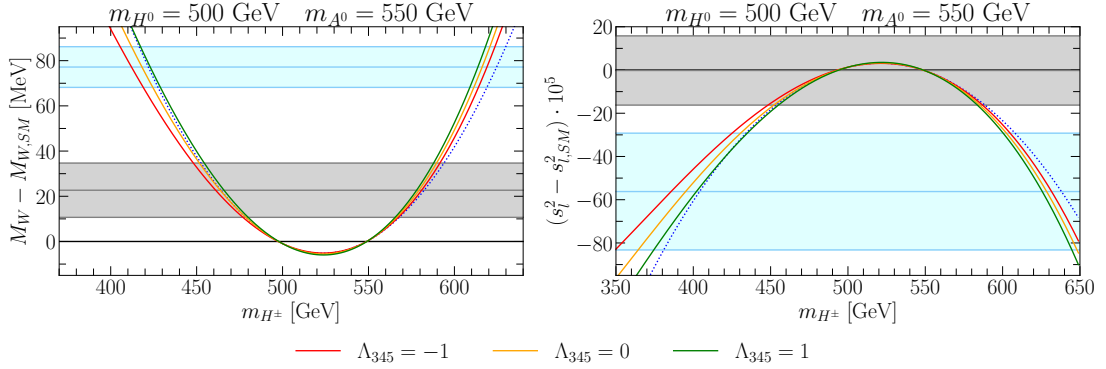 m_{H^0} = 500 GeV m_{A^0} = 550 GeV
M_W − M_{W,SM} [MeV]
80
60
40
20
0
400 450 500 550 600
m_{H^±} [GeV]
m_{H^0} = 500 GeV m_{A^0} = 550 GeV
(s_l^2 − s_{l,SM}^2) · 10^5
20
0
−20
−40
−60
−80
350 400 450 500 550 600 650
m_{H^±} [GeV]
Λ_{345} = −1 Λ_{345} = 0 Λ_{345} = 1